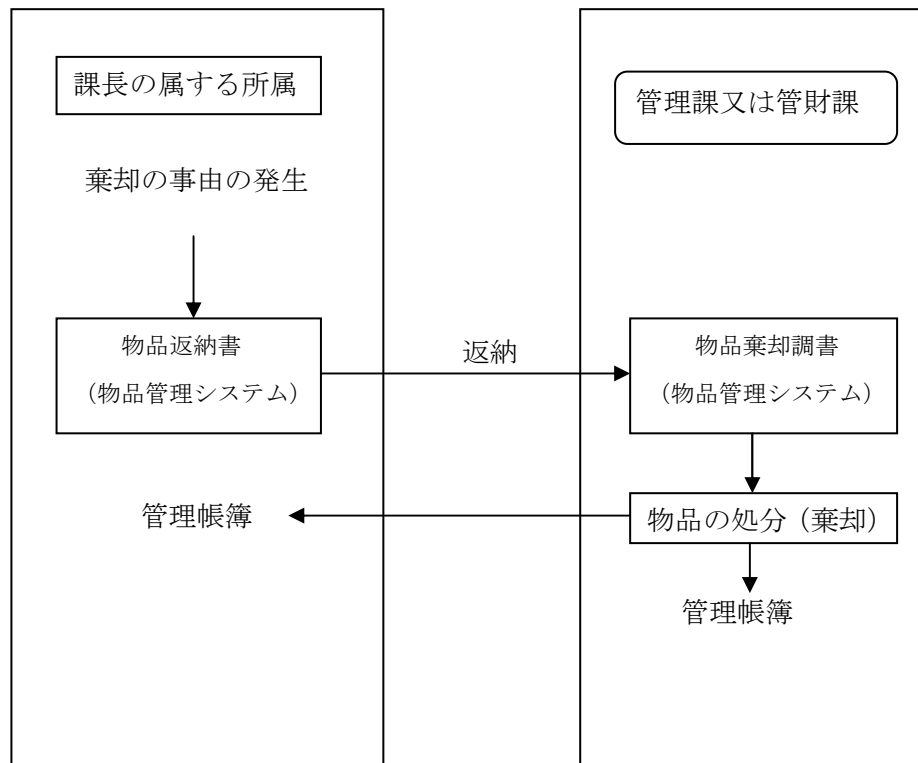 課長の属する所属
管理課又は管財課
棄却の事由の発生
物品返納書
（物品管理システム）
返納
物品棄却調書
（物品管理システム）
管理帳簿
物品の処分（棄却）
管理帳簿